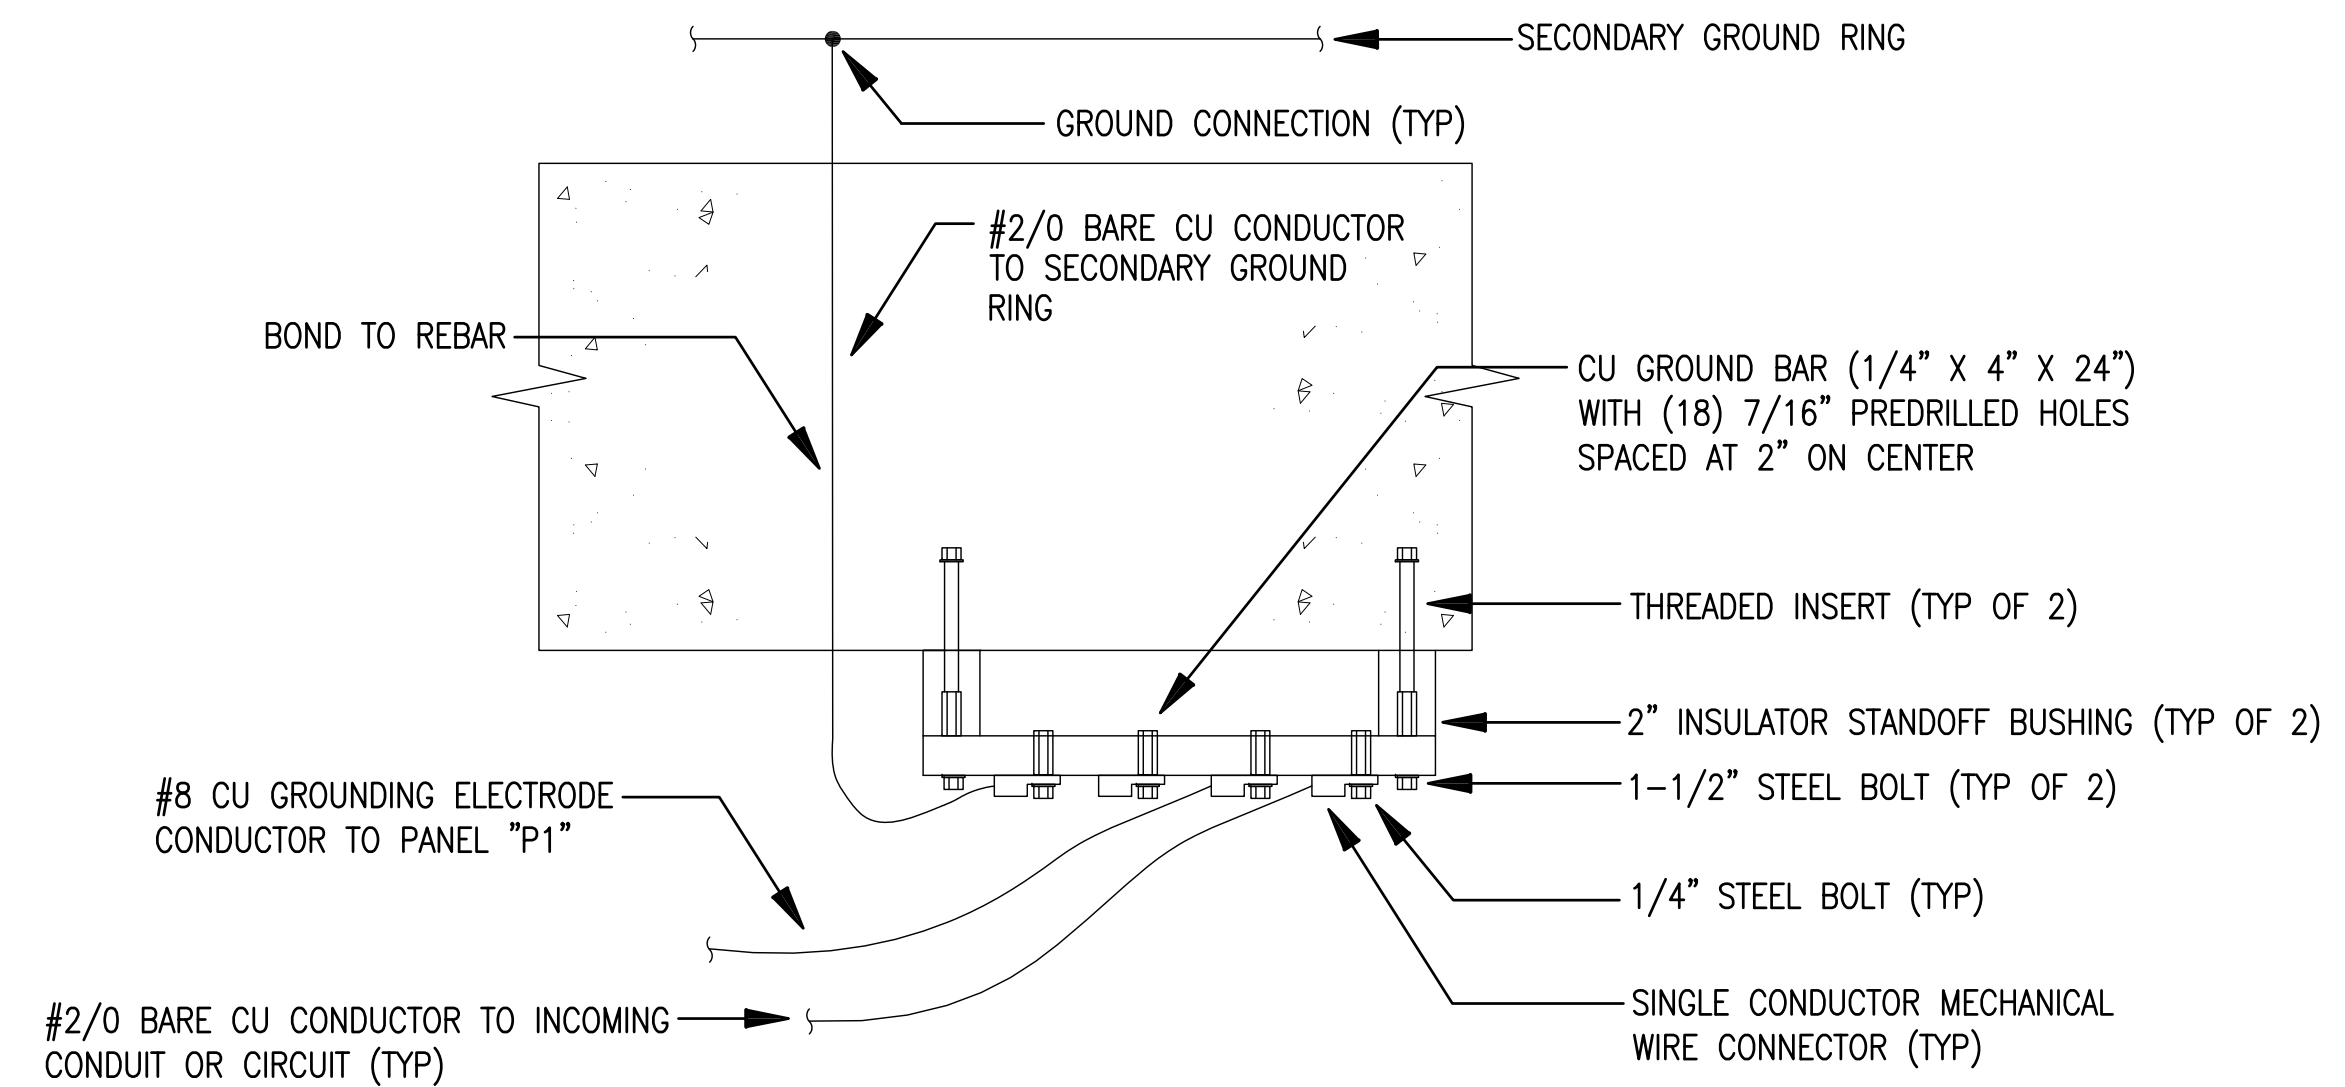 SECONDARY GROUND RING
GROUND CONNECTION (TYP)
#2/0 BARE CU CONDUCTOR
TO SECONDARY GROUND
RING
BOND TO REBAR
CU GROUND BAR (1/4” X 4” X 24”)
WITH (18) 7/16” PREDRILLED HOLES
SPACED AT 2” ON CENTER
THREADED INSERT (TYP OF 2)
2” INSULATOR STANDOFF BUSHING (TYP OF 2)
1-1/2” STEEL BOLT (TYP OF 2)
#8 CU GROUNDING ELECTRODE
CONDUCTOR TO PANEL ”P1”
1/4” STEEL BOLT (TYP)
SINGLE CONDUCTOR MECHANICAL
WIRE CONNECTOR (TYP)
#2/0 BARE CU CONDUCTOR TO INCOMING
CONDUIT OR CIRCUIT (TYP)